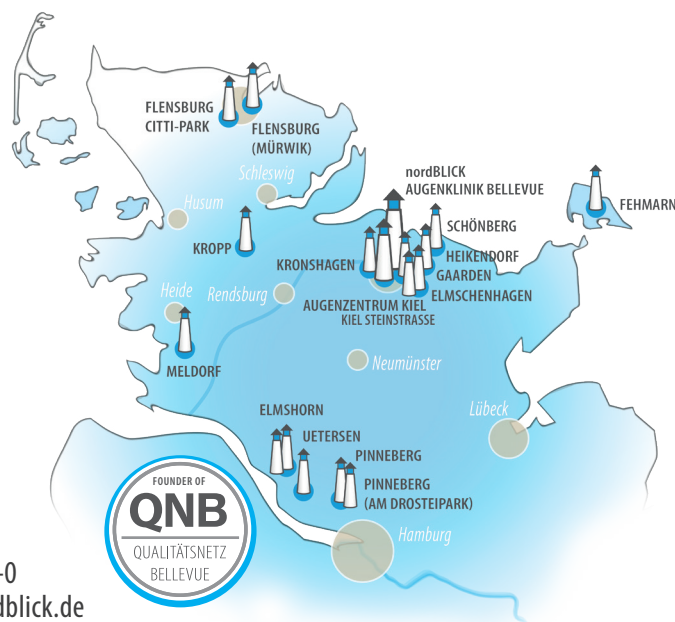 FLENSBURG
CITTI-PARK
FLENSBURG
(MÜRWIK)
Schleswig
nordBLICK
AUGENKLINIK BELLEVUE
FEHMARN
Husum
SCHÖNBERG
KROPP
HEIKENDORF
KRONSHAGEN
GAARDEN
Heide
Rendsburg
ELMSCHENHAGEN
AUGENZENTRUM KIEL
KIEL STEINSTRASSE
MELDORF
Neumünster
ELMSHORN
Lübeck
UETERSEN
PINNEBERG
PINNEBERG
(AM DROSTEIPARK)
Hamburg
FOUNDER OF
QNB
QUALITÄTSNETZ
BELLEVUE
-0
dblick.de